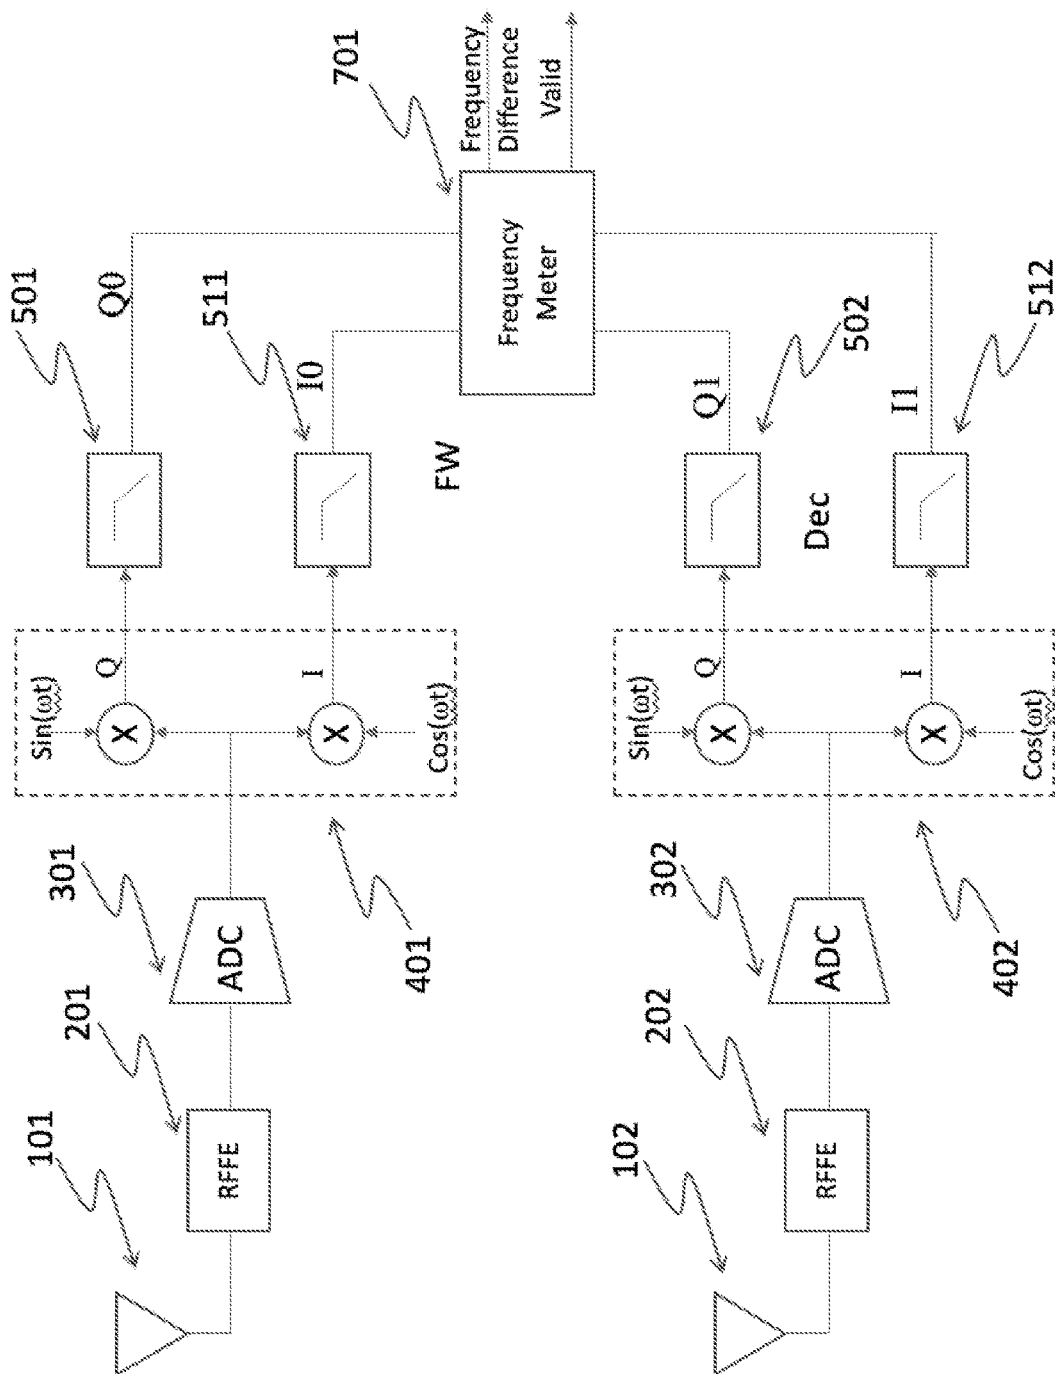 101
RFFE
201
ADC
301
401
Sin(ωt)
X
Q
X
I
Cos(ωt)
501
Q0
511
I0
FW
701
Frequency
Meter
Frequency
Difference
Valid
102
RFFE
202
ADC
302
402
Sin(ωt)
X
Q
X
I
Cos(ωt)
Q1
502
Dec
I1
512